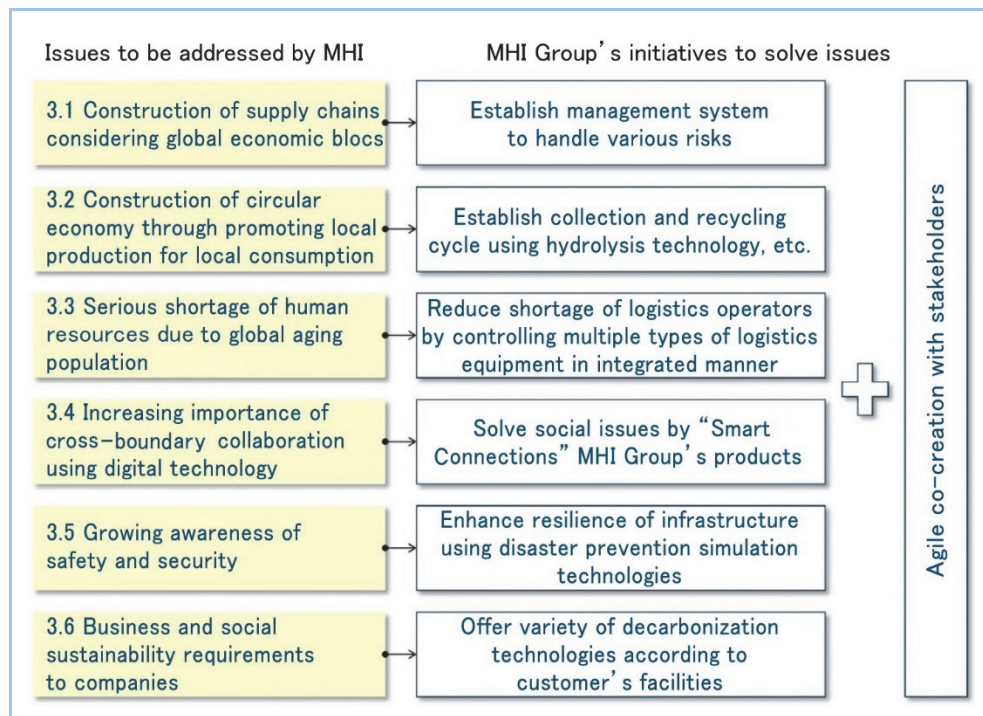 Issues to be addressed by MHI
MHI Group's initiatives to solve issues
3.1 Construction of supply chains
considering global economic blocs
Establish management system
to handle various risks
3.2 Construction of circular
economy through promoting local
production for local consumption
Establish collection and recycling
cycle using hydrolysis technology, etc.
3.3 Serious shortage of human
resources due to global aging
population
Reduce shortage of logistics operators
by controlling multiple types of logistics
equipment in integrated manner
3.4 Increasing importance of
cross-boundary collaboration
using digital technology
Solve social issues by “Smart
Connections” MHI Group's products
3.5 Growing awareness of
safety and security
Enhance resilience of infrastructure
using disaster prevention simulation
technologies
3.6 Business and social
sustainability requirements
to companies
Offer variety of decarbonization
technologies according to
customer's facilities
Agile co-creation with stakeholders